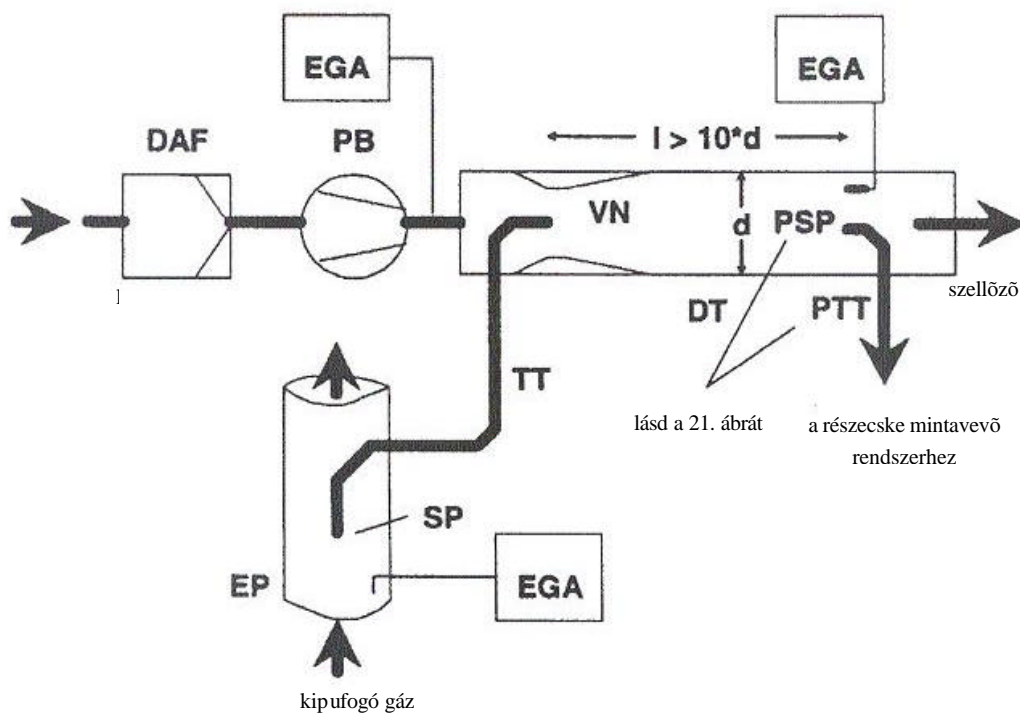 EGA
EGA
DAF
PB
l > 10*d
VN
d
PSP
szellõzõ
DT
PTT
TT
lásd a 21. ábrát
a részecske mintavevõ
rendszerhez
SP
EP
EGA
kipufogó gáz